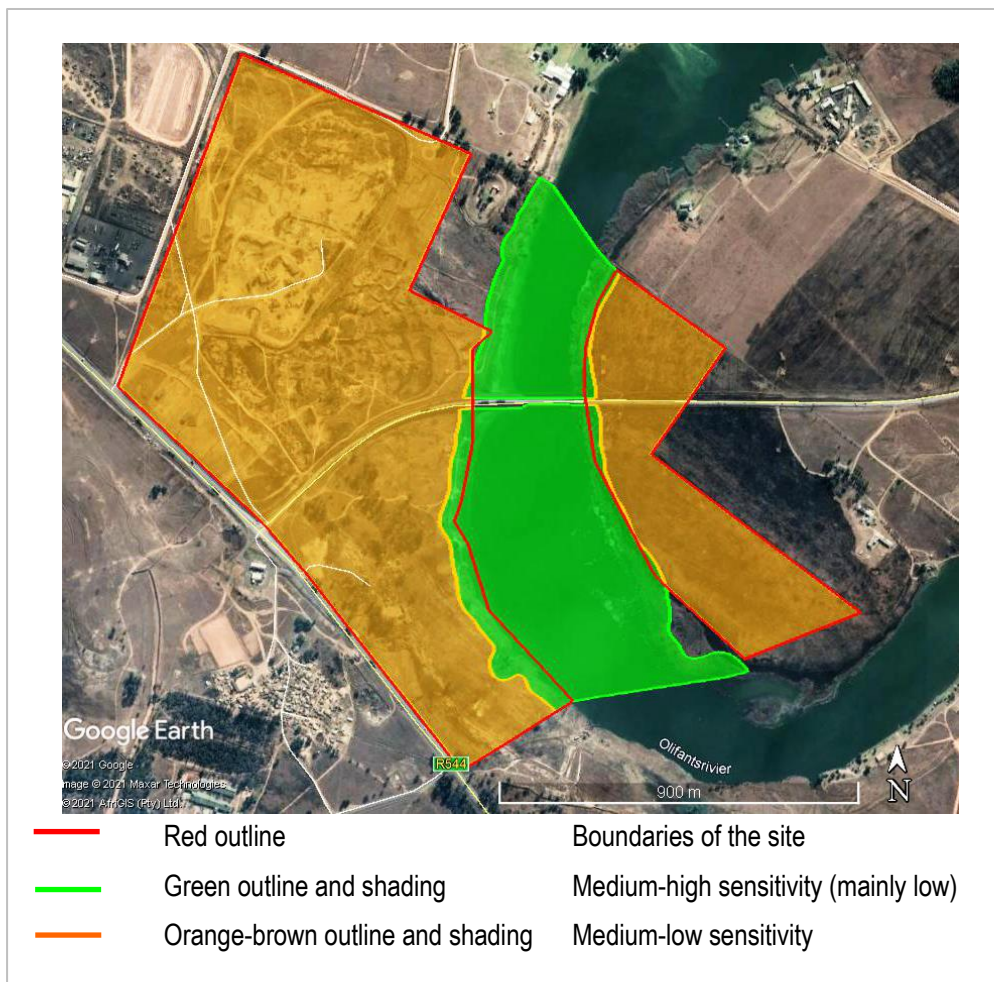 Google Earth
©2021 Google
mage © 2021 Maxar Technologies
©2021 AfriGIS (Pty) Ltd.
R544
Olifantsrivier
900 m
N
Red outline Boundaries of the site
Green outline and shading Medium-high sensitivity (mainly low)
Orange-brown outline and shading Medium-low sensitivity